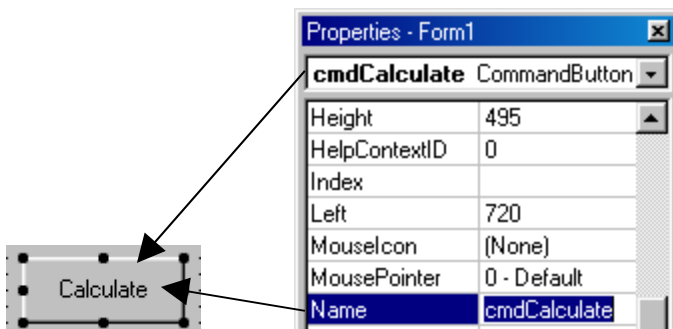 Properties - Form1
cmdCalculate CommandButton
Height 495
HelpContextID 0
Index
Left 720
MouseIcon (None)
MousePointer 0 - Default
Name cmdCalculate
Calculate